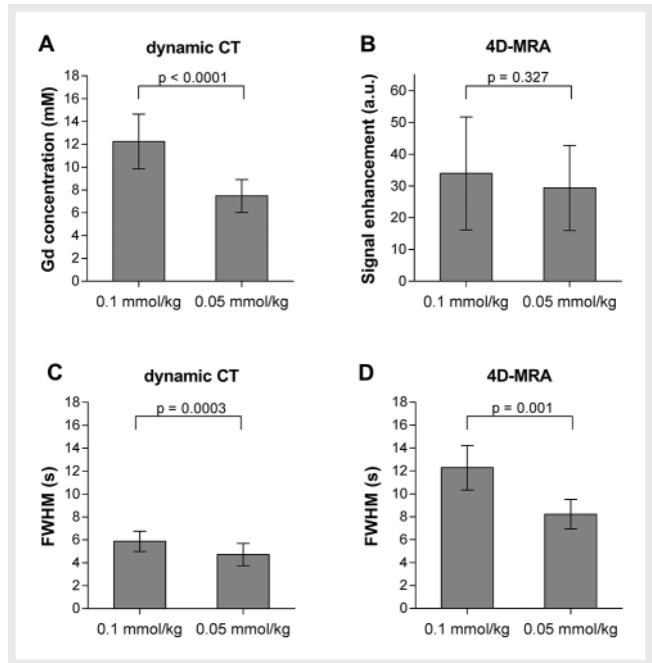 A
dynamic CT
p < 0.0001
Gd concentration (mM)
18
16
14
12
10
8
6
4
2
0
0.1 mmol/kg 0.05 mmol/kg
B
4D-MRA
p = 0.327
Signal enhancement (a.u.)
60
50
40
30
20
10
0
0.1 mmol/kg 0.05 mmol/kg
C
dynamic CT
p = 0.0003
FWHM (s)
18
16
14
12
10
8
6
4
2
0
0.1 mmol/kg 0.05 mmol/kg
D
4D-MRA
p = 0.001
FWHM (s)
18
16
14
12
10
8
6
4
2
0
0.1 mmol/kg 0.05 mmol/kg